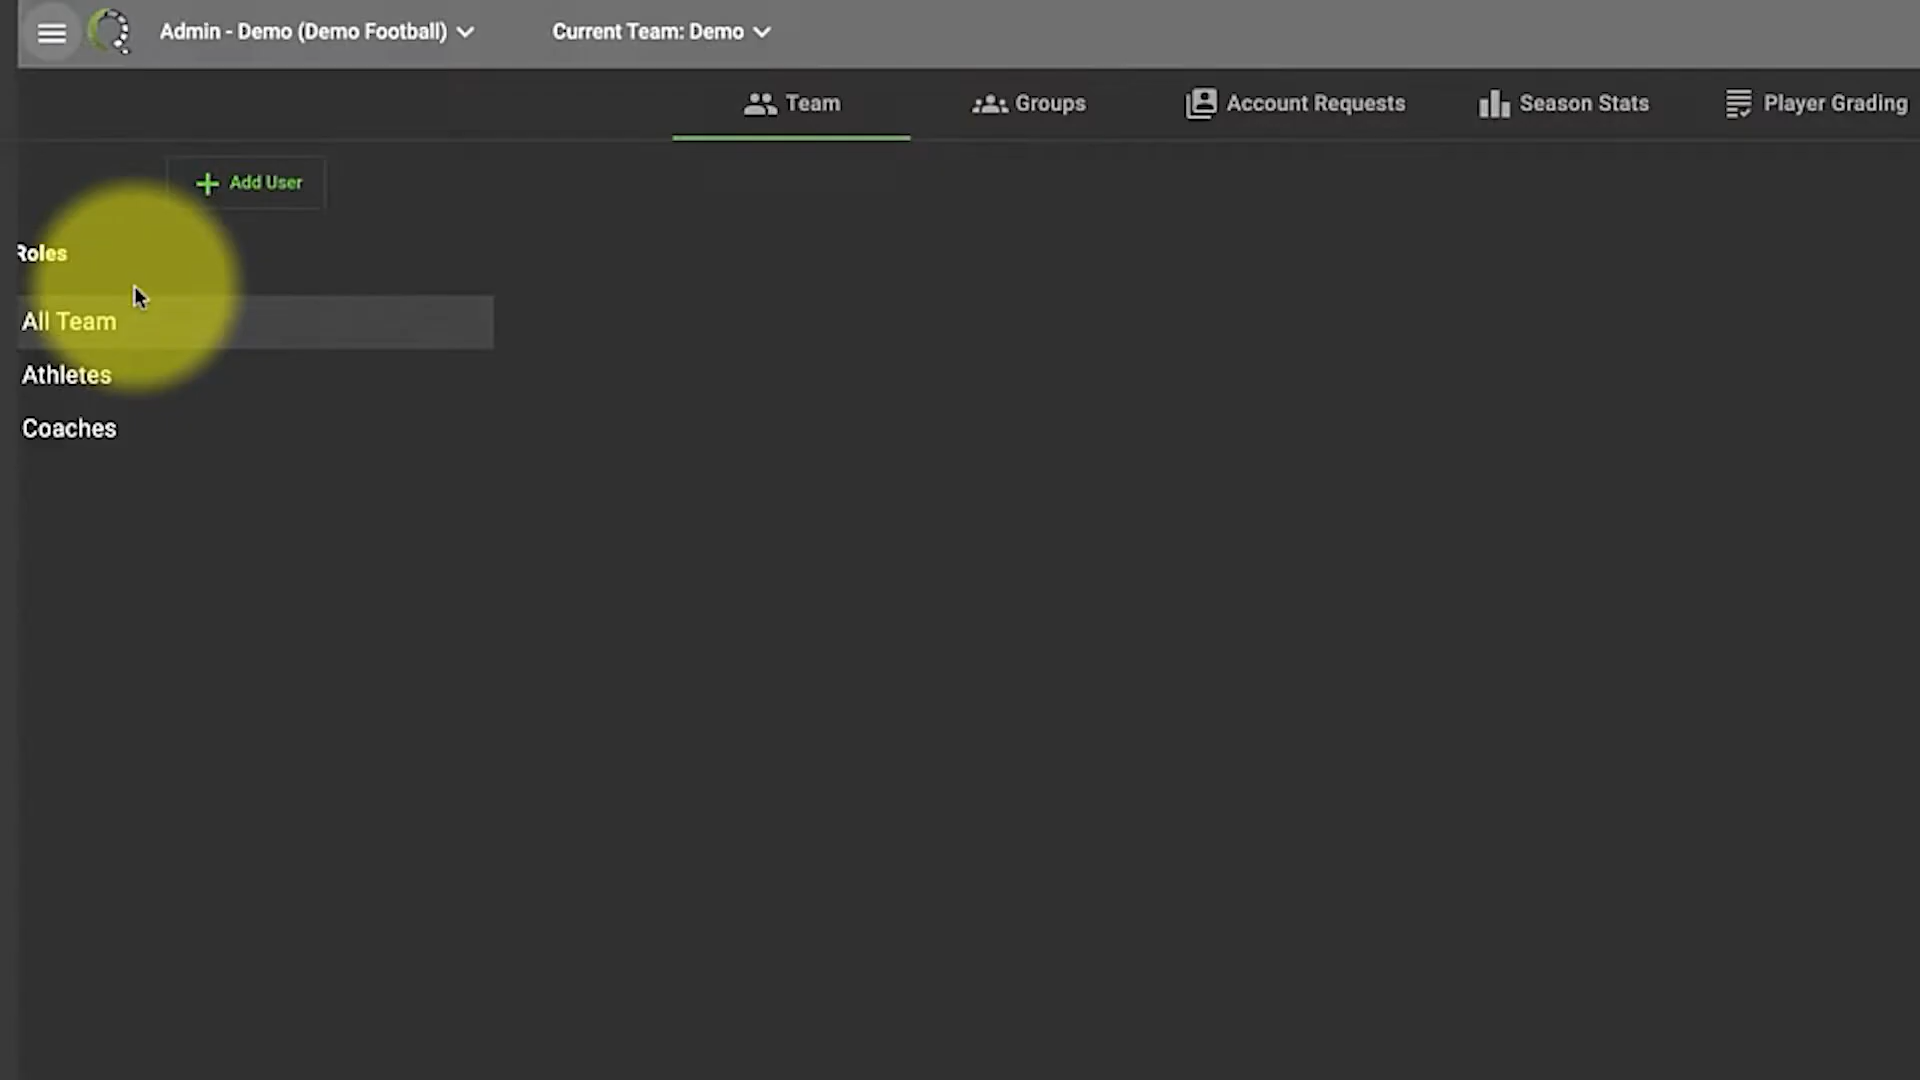 Admin - Demo (Demo Football) Current Team: Demo
Team Groups Account Requests Season Stats Player Grading
Add User
Roles
All Team
Athletes
Coaches